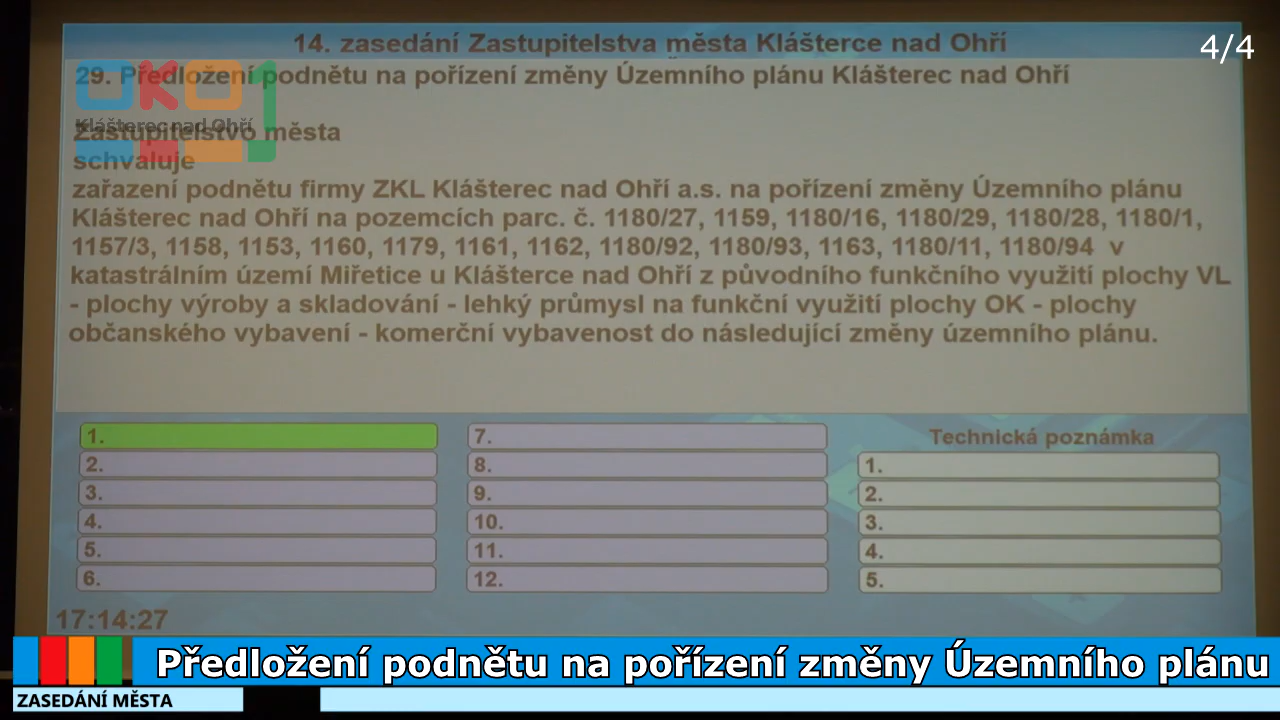 14. zasedání Zastupitelstva města Klášterce nad Ohří
4/4
29. Předložení podnětu na pořízení změny Územního plánu Klášterec nad Ohří
OKO1
Klášterec nad Ohří
Zastupitelstvo města
schvaluje
zařazení podnětu firmy ZKL Klášterec nad Ohří a.s. na pořízení změny Územního plánu
Klášterec nad Ohří na pozemcích parc. č. 1180/27, 1159, 1180/16, 1180/29, 1180/28, 1180/1,
1157/3, 1158, 1153, 1160, 1179, 1161, 1162, 1180/92, 1180/93, 1163, 1180/11, 1180/94 v
katastrálním území Miřetice u Klášterce nad Ohří z původního funkčního využití plochy VL
- plochy výroby a skladování - lehký průmysl na funkční využití plochy OK - plochy
občanského vybavení - komerční vybavenost do následující změny územního plánu.
1.
2.
3.
4.
5.
6.
7.
8.
9.
10.
11.
12.
Technická poznámka
1.
2.
3.
4.
5.
17:14:27
Předložení podnětu na pořízení změny Územního plánu
ZASEDÁNÍ MĚSTA